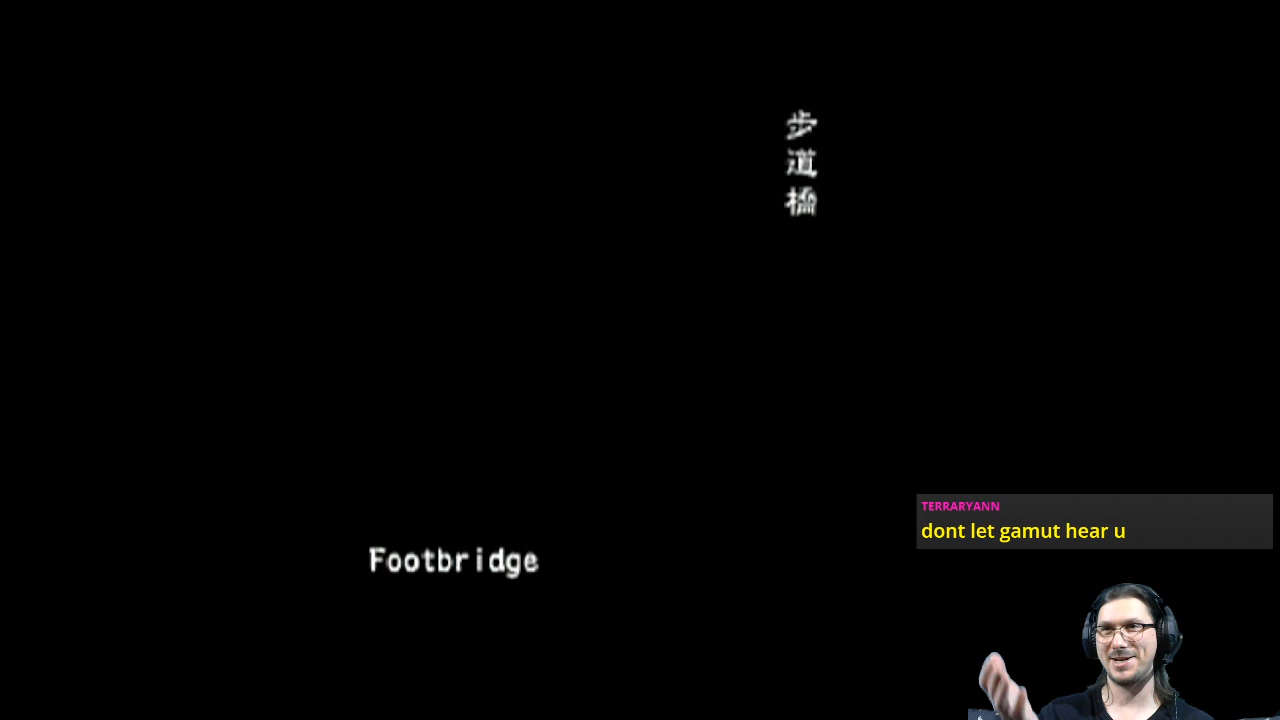 歩道橋
Footbridge
TERRARYANN
dont let gamut hear u